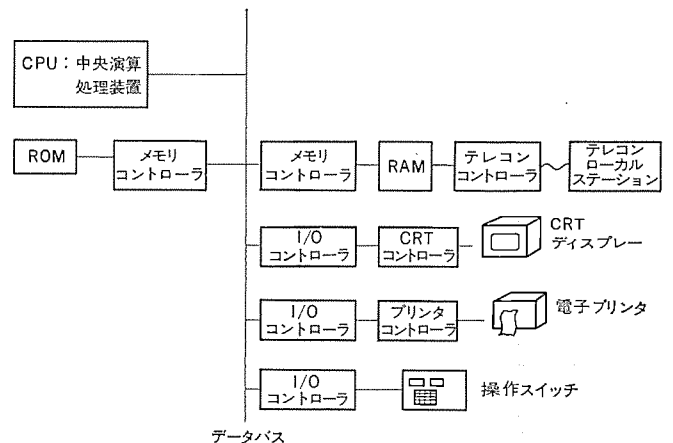 CPU：中央演算
処理装置
ROM
メモリ
コントローラ
メモリ
コントローラ
RAM
テレコン
コントローラ
テレコン
ローカル
ステーション
I/O
コントローラ
CRT
コントローラ
CRT
ディスプレー
I/O
コントローラ
プリンタ
コントローラ
電子プリンタ
I/O
コントローラ
操作スイッチ
データバス